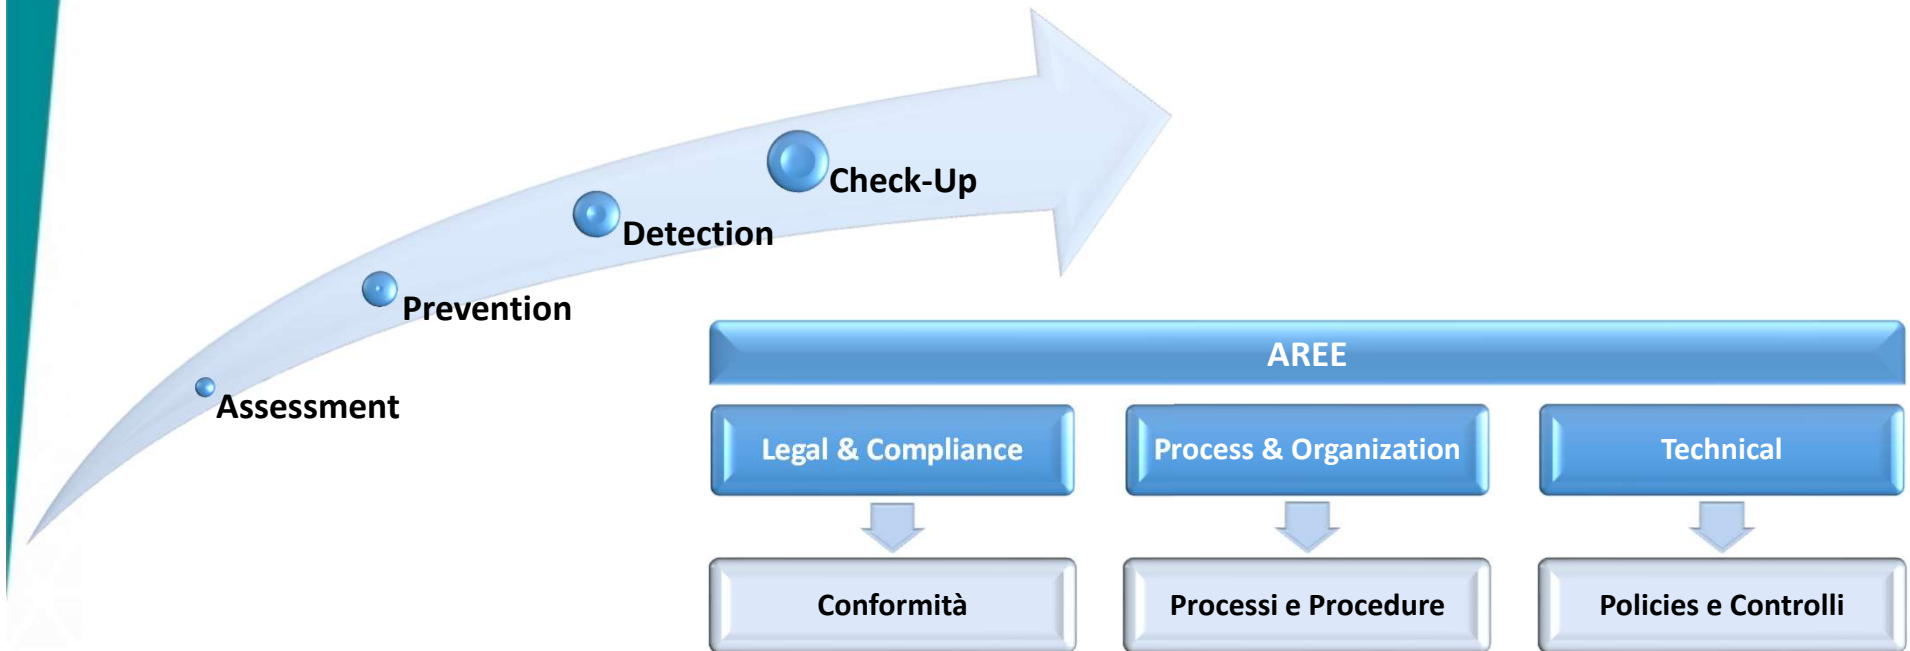 Check-Up
Detection
Prevention
Assessment
AREE
Legal & Compliance
Process & Organization
Technical
Conformità
Processi e Procedure
Policies e Controlli